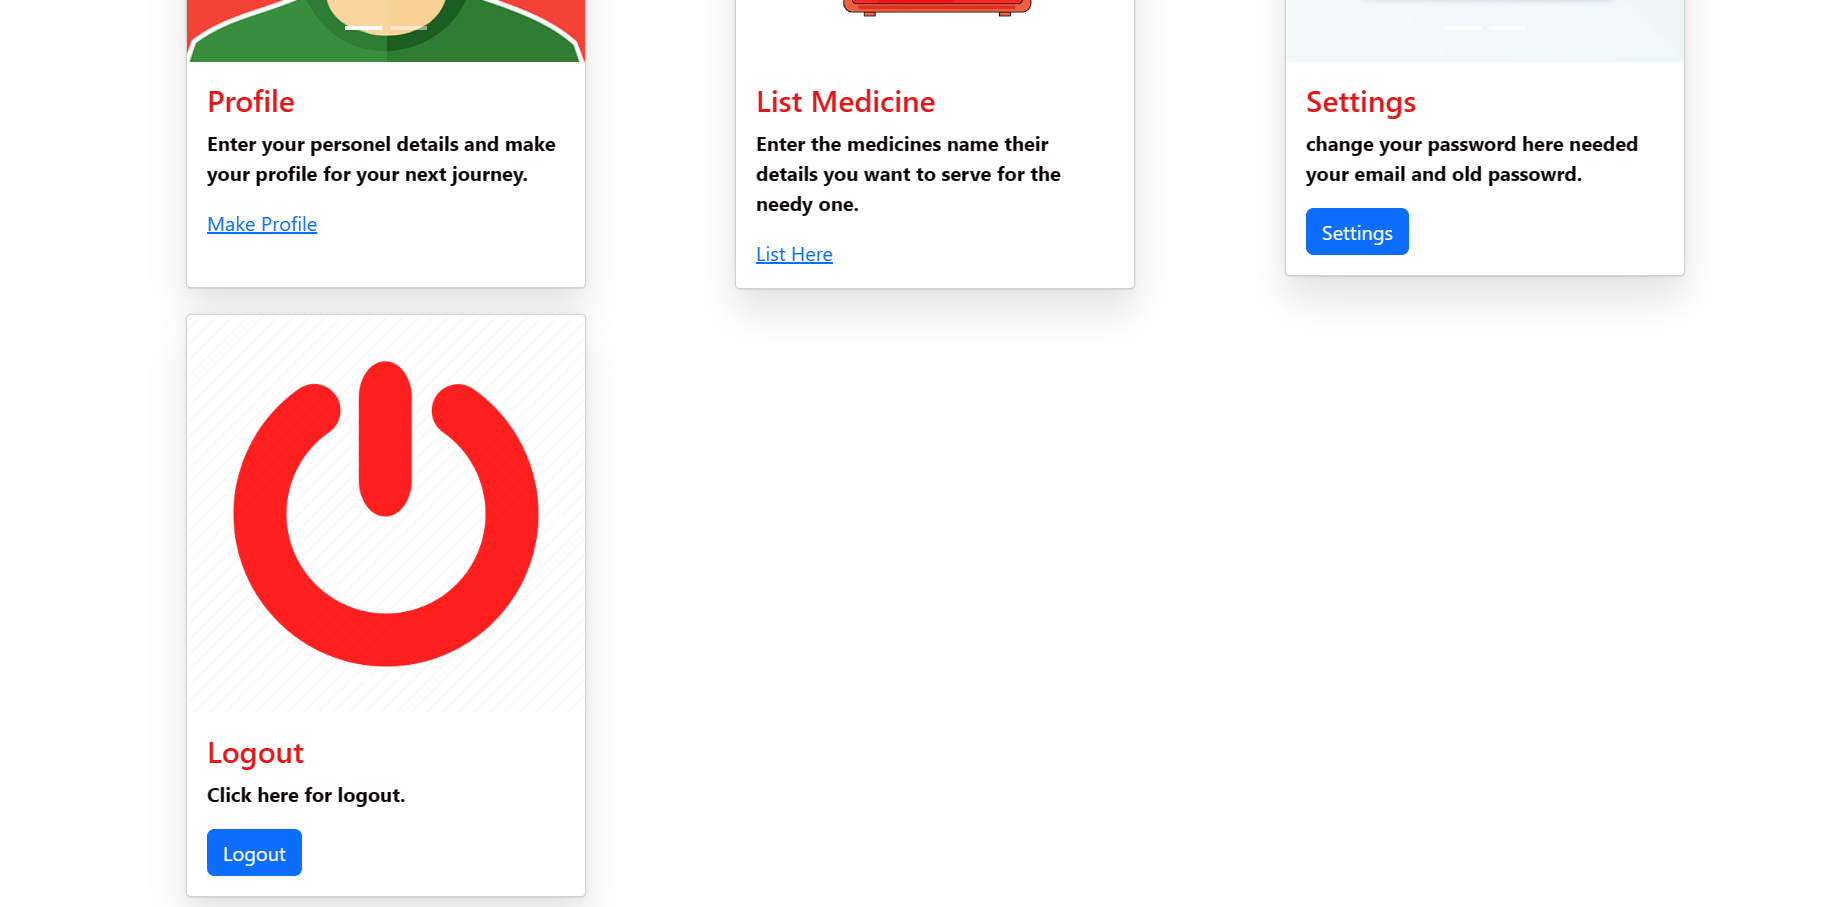 Profile
Enter your personel details and make
your profile for your next journey.
Make Profile
List Medicine
Enter the medicines name their
details you want to serve for the
needy one.
List Here
Settings
change your password here needed
your email and old passowrd.
Settings
Logout
Click here for logout.
Logout